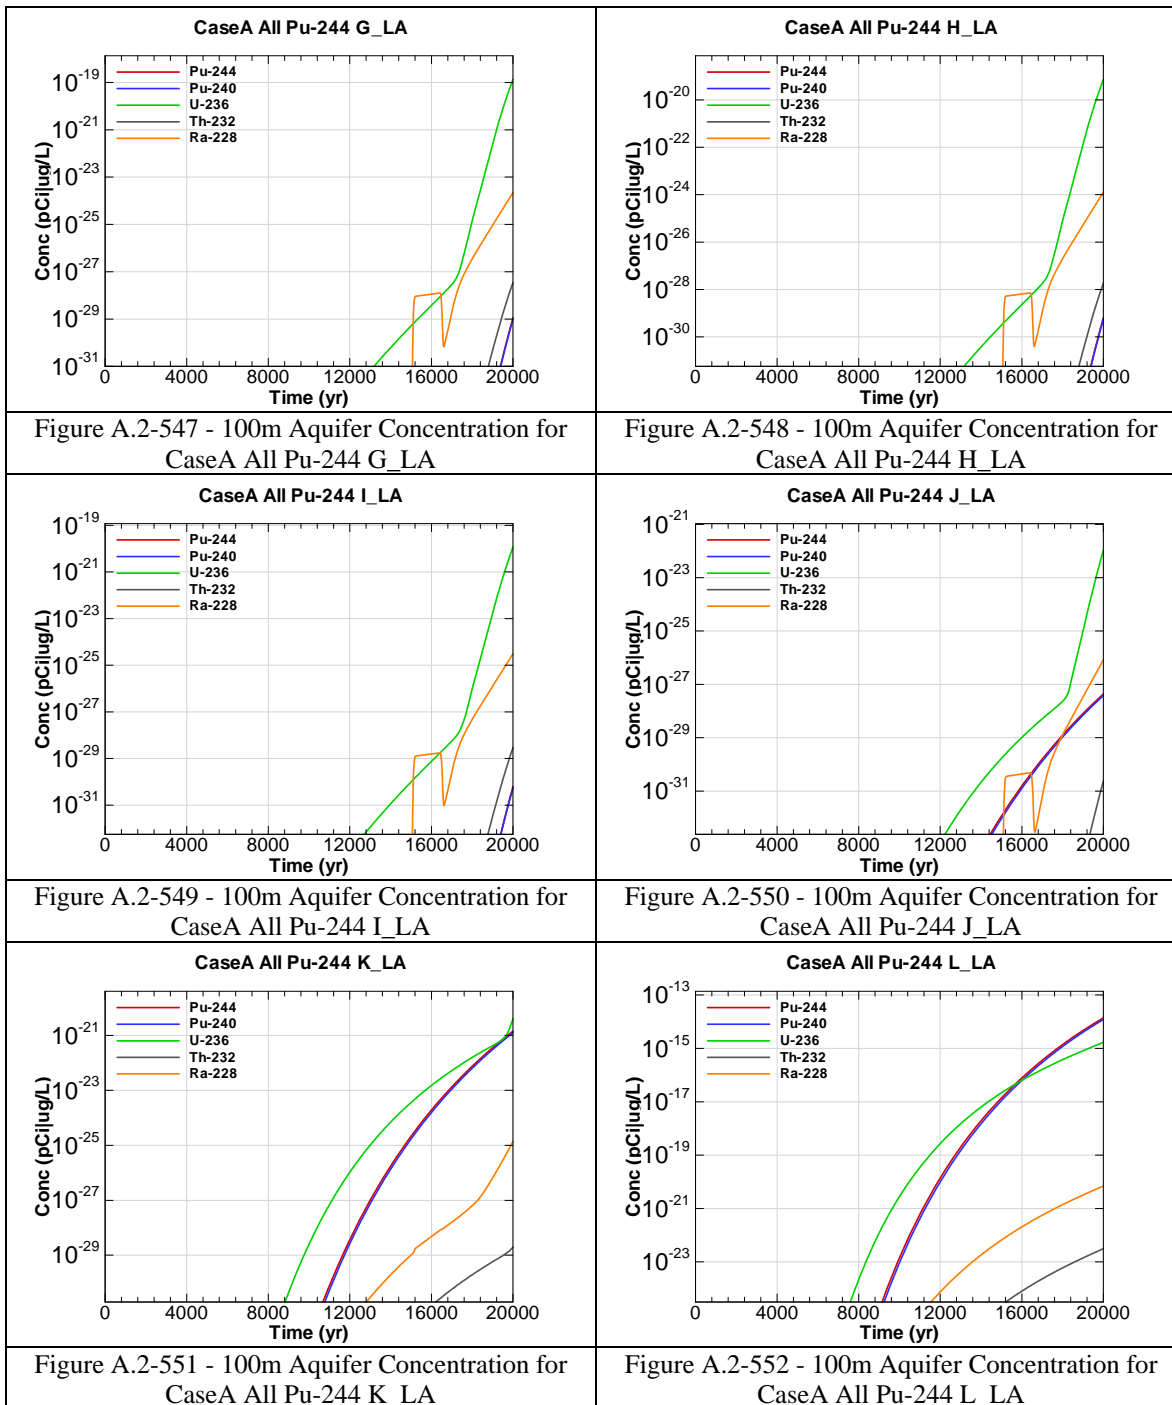 CaseA All Pu-244 G_LA
Conc (pCi|ug/L)
10-19
10-21
10-23
10-25
10-27
10-29
10-31
Pu-244
Pu-240
U-236
Th-232
Ra-228
0 4000 8000 12000 16000 20000
Time (yr)
Figure A.2-547 - 100m Aquifer Concentration for
CaseA All Pu-244 G_LA
CaseA All Pu-244 H_LA
Conc (pCi|ug/L)
10-20
10-22
10-24
10-26
10-28
10-30
Pu-244
Pu-240
U-236
Th-232
Ra-228
0 4000 8000 12000 16000 20000
Time (yr)
Figure A.2-548 - 100m Aquifer Concentration for
CaseA All Pu-244 H_LA
CaseA All Pu-244 I_LA
Conc (pCi|ug/L)
10-19
10-21
10-23
10-25
10-27
10-29
10-31
Pu-244
Pu-240
U-236
Th-232
Ra-228
0 4000 8000 12000 16000 20000
Time (yr)
Figure A.2-549 - 100m Aquifer Concentration for
CaseA All Pu-244 I_LA
CaseA All Pu-244 J_LA
Conc (pCi|ug/L)
10-21
10-23
10-25
10-27
10-29
10-31
Pu-244
Pu-240
U-236
Th-232
Ra-228
0 4000 8000 12000 16000 20000
Time (yr)
Figure A.2-550 - 100m Aquifer Concentration for
CaseA All Pu-244 J_LA
CaseA All Pu-244 K_LA
Conc (pCi|ug/L)
10-21
10-23
10-25
10-27
10-29
Pu-244
Pu-240
U-236
Th-232
Ra-228
0 4000 8000 12000 16000 20000
Time (yr)
Figure A.2-551 - 100m Aquifer Concentration for
CaseA All Pu-244 K_LA
CaseA All Pu-244 L_LA
Conc (pCi|ug/L)
10-13
10-15
10-17
10-19
10-21
10-23
Pu-244
Pu-240
U-236
Th-232
Ra-228
0 4000 8000 12000 16000 20000
Time (yr)
Figure A.2-552 - 100m Aquifer Concentration for
CaseA All Pu-244 L_LA